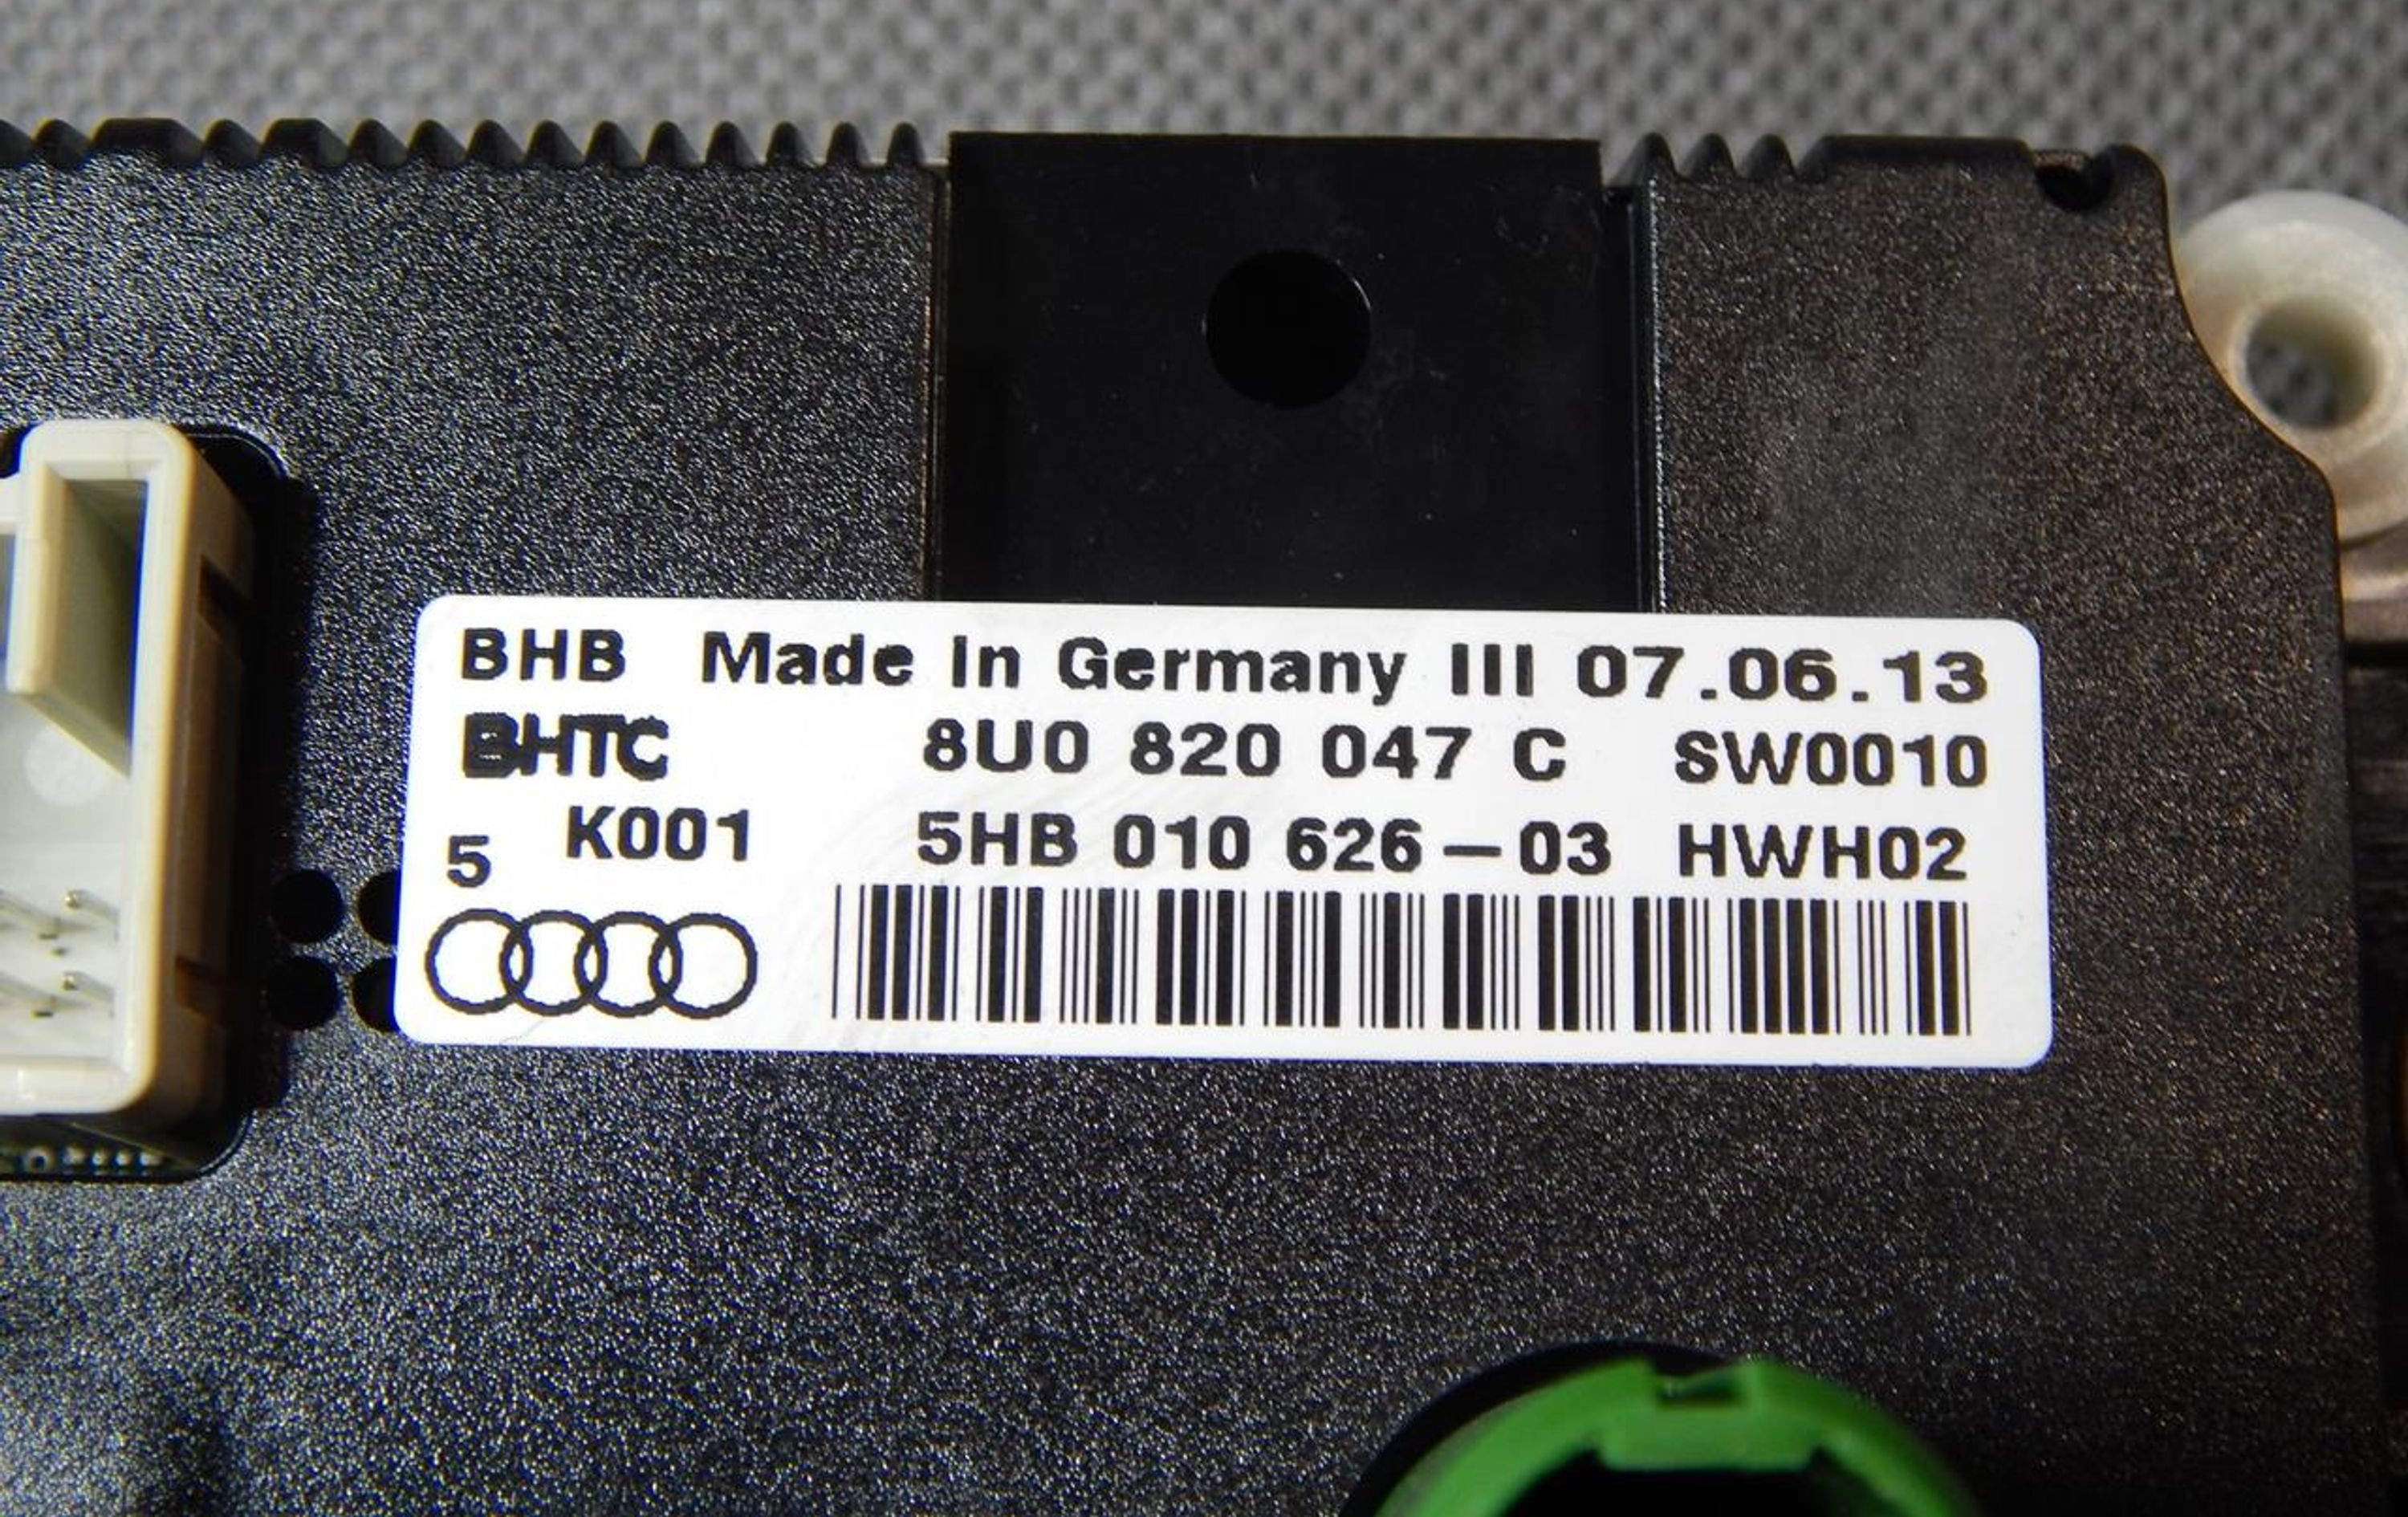 BHB Made In Germany III 07.06.13
BHTC 8U0 820 047 C SW0010
5 K001 5HB 010 626-03 HWH02